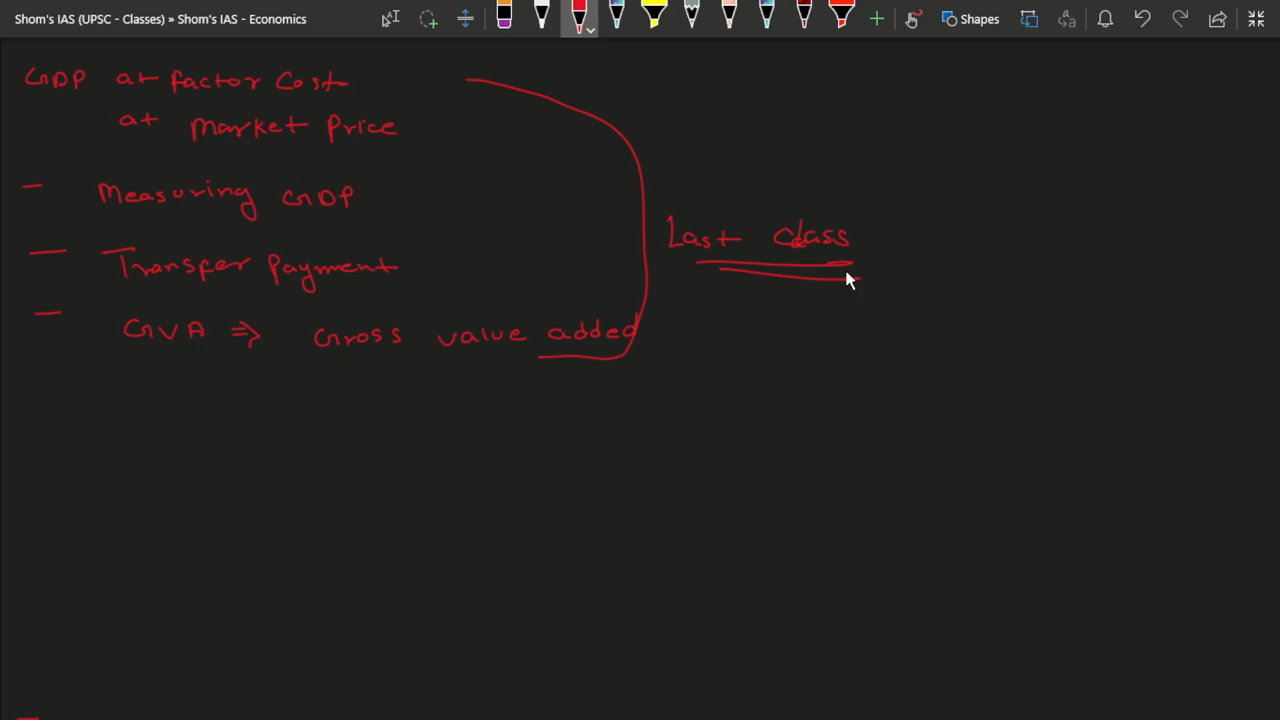 Shom's IAS (UPSC - Classes) » Shom's IAS - Economics
Shapes
GDP at factor Cost
at Market Price
— Measuring GDP
— Transfer Payment
— GVA ⇒ Gross value added
Last Class